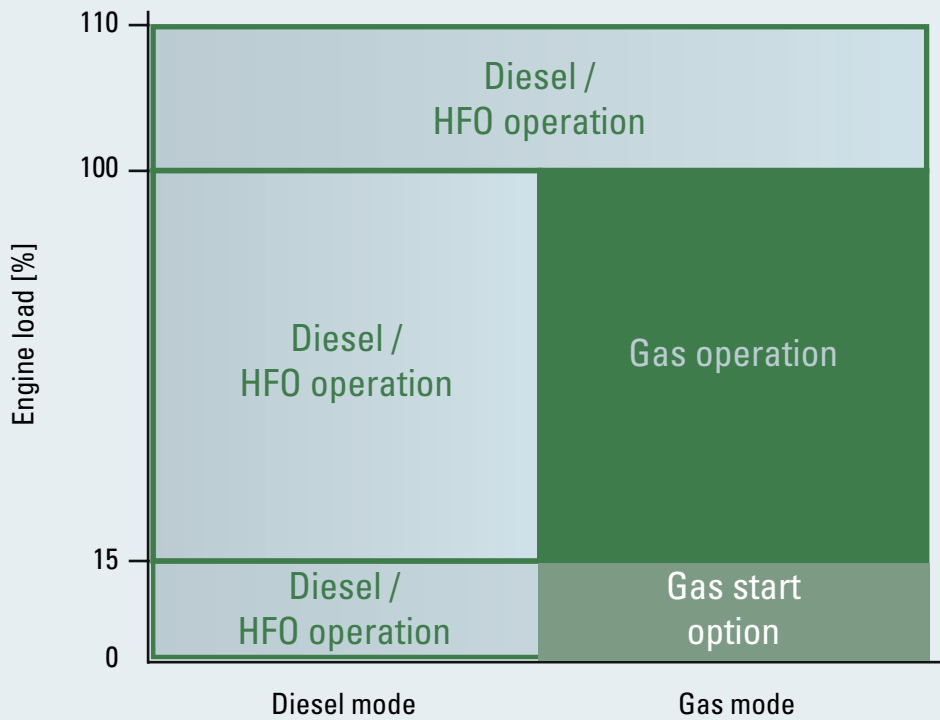 110
Diesel /
HFO operation
100
Engine load [%]
Diesel /
HFO operation
Gas operation
15
Diesel /
HFO operation
Gas start
option
0
Diesel mode
Gas mode